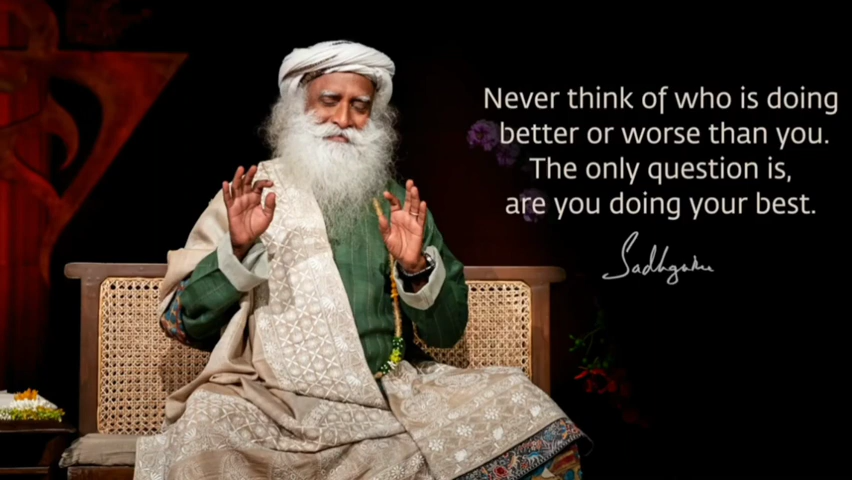 Never think of who is doing
better or worse than you.
The only question is,
are you doing your best.
Sadhguru